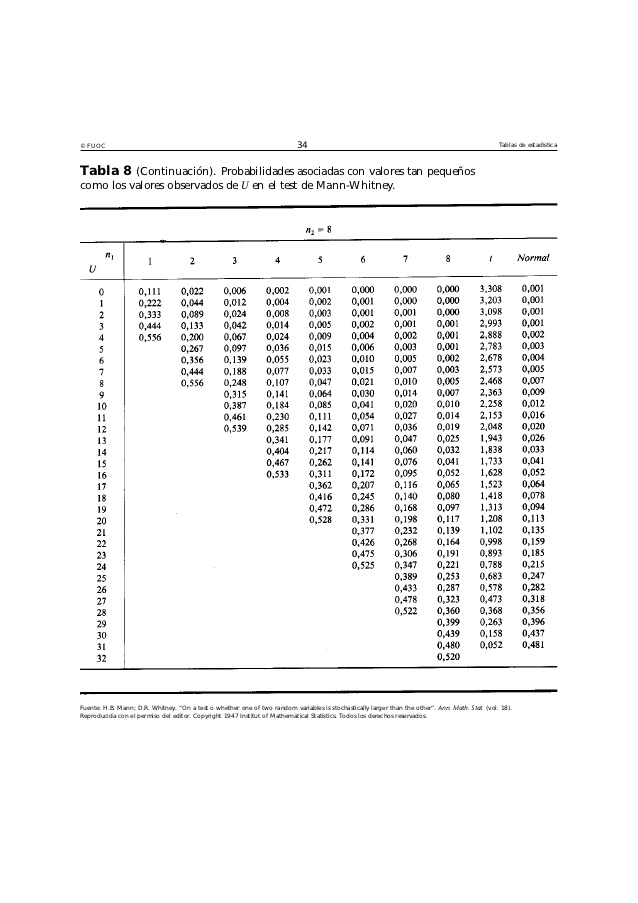 © FUOC 34 Tablas de estadística
Tabla 8 (Continuación). Probabilidades asociadas con valores tan pequeños
como los valores observados de U en el test de Mann-Whitney.
n₂ = 8
n₁
U 1 2 3 4 5 6 7 8 t Normal
0 0,111 0,022 0,006 0,002 0,001 0,000 0,000 0,000 3,308 0,001
1 0,222 0,044 0,012 0,004 0,002 0,001 0,000 0,000 3,203 0,001
2 0,333 0,089 0,024 0,008 0,003 0,001 0,001 0,000 3,098 0,001
3 0,444 0,133 0,042 0,014 0,005 0,002 0,001 0,001 2,993 0,001
4 0,556 0,200 0,067 0,024 0,009 0,004 0,002 0,001 2,888 0,002
5 0,267 0,097 0,036 0,015 0,006 0,003 0,001 2,783 0,003
6 0,356 0,139 0,055 0,023 0,010 0,005 0,002 2,678 0,004
7 0,444 0,188 0,077 0,033 0,015 0,007 0,003 2,573 0,005
8 0,556 0,248 0,107 0,047 0,021 0,010 0,005 2,468 0,007
9 0,315 0,141 0,064 0,030 0,014 0,007 2,363 0,009
10 0,387 0,184 0,085 0,041 0,020 0,010 2,258 0,012
11 0,461 0,230 0,111 0,054 0,027 0,014 2,153 0,016
12 0,539 0,285 0,142 0,071 0,036 0,019 2,048 0,020
13 0,341 0,177 0,091 0,047 0,025 1,943 0,026
14 0,404 0,217 0,114 0,060 0,032 1,838 0,033
15 0,467 0,262 0,141 0,076 0,041 1,733 0,041
16 0,533 0,311 0,172 0,095 0,052 1,628 0,052
17 0,362 0,207 0,116 0,065 1,523 0,064
18 0,416 0,245 0,140 0,080 1,418 0,078
19 0,472 0,286 0,168 0,097 1,313 0,094
20 0,528 0,331 0,198 0,117 1,208 0,113
21 0,377 0,232 0,139 1,102 0,135
22 0,426 0,268 0,164 0,998 0,159
23 0,475 0,306 0,191 0,893 0,185
24 0,525 0,347 0,221 0,788 0,215
25 0,389 0,253 0,683 0,247
26 0,433 0,287 0,578 0,282
27 0,478 0,323 0,473 0,318
28 0,522 0,360 0,368 0,356
29 0,399 0,263 0,396
30 0,439 0,158 0,437
31 0,480 0,052 0,481
32 0,520
Fuente: H.B. Mann; D.R. Whitney. "On a test o whether one of two random variables is stochastically larger than the other". Ann. Math. Stat. (vol. 18).
Reproducida con el permiso del editor. Copyright 1947 Institut of Mathematical Statistics. Todos los derechos reservados.